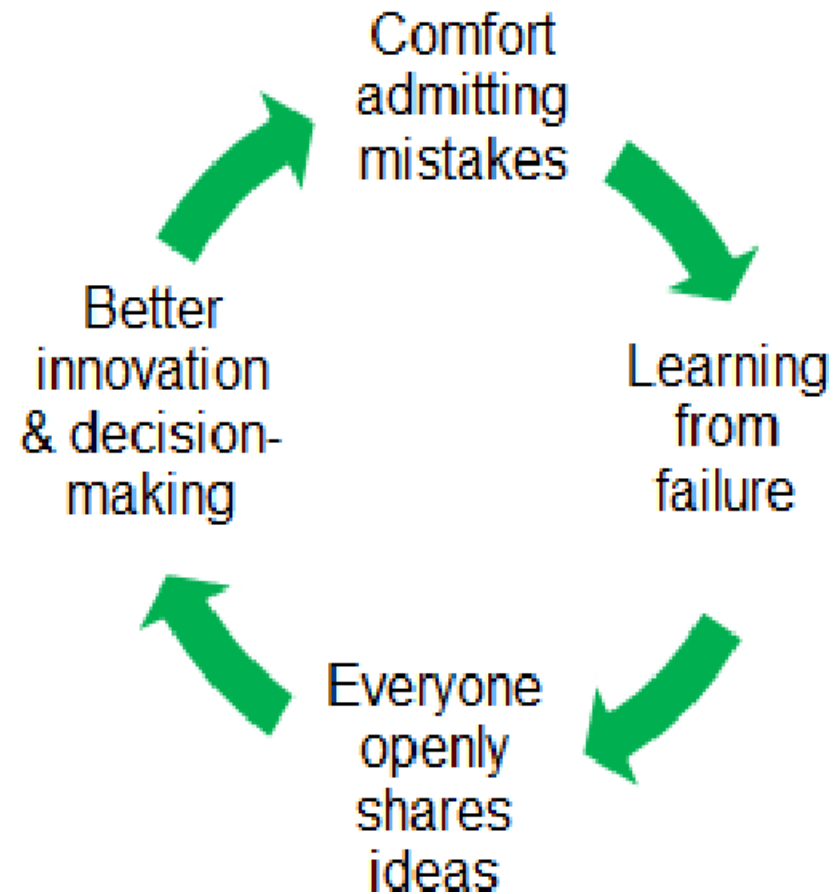 Comfort
admitting
mistakes
Learning
from
failure
Everyone
openly
shares
ideas
Better
innovation
& decision-
making